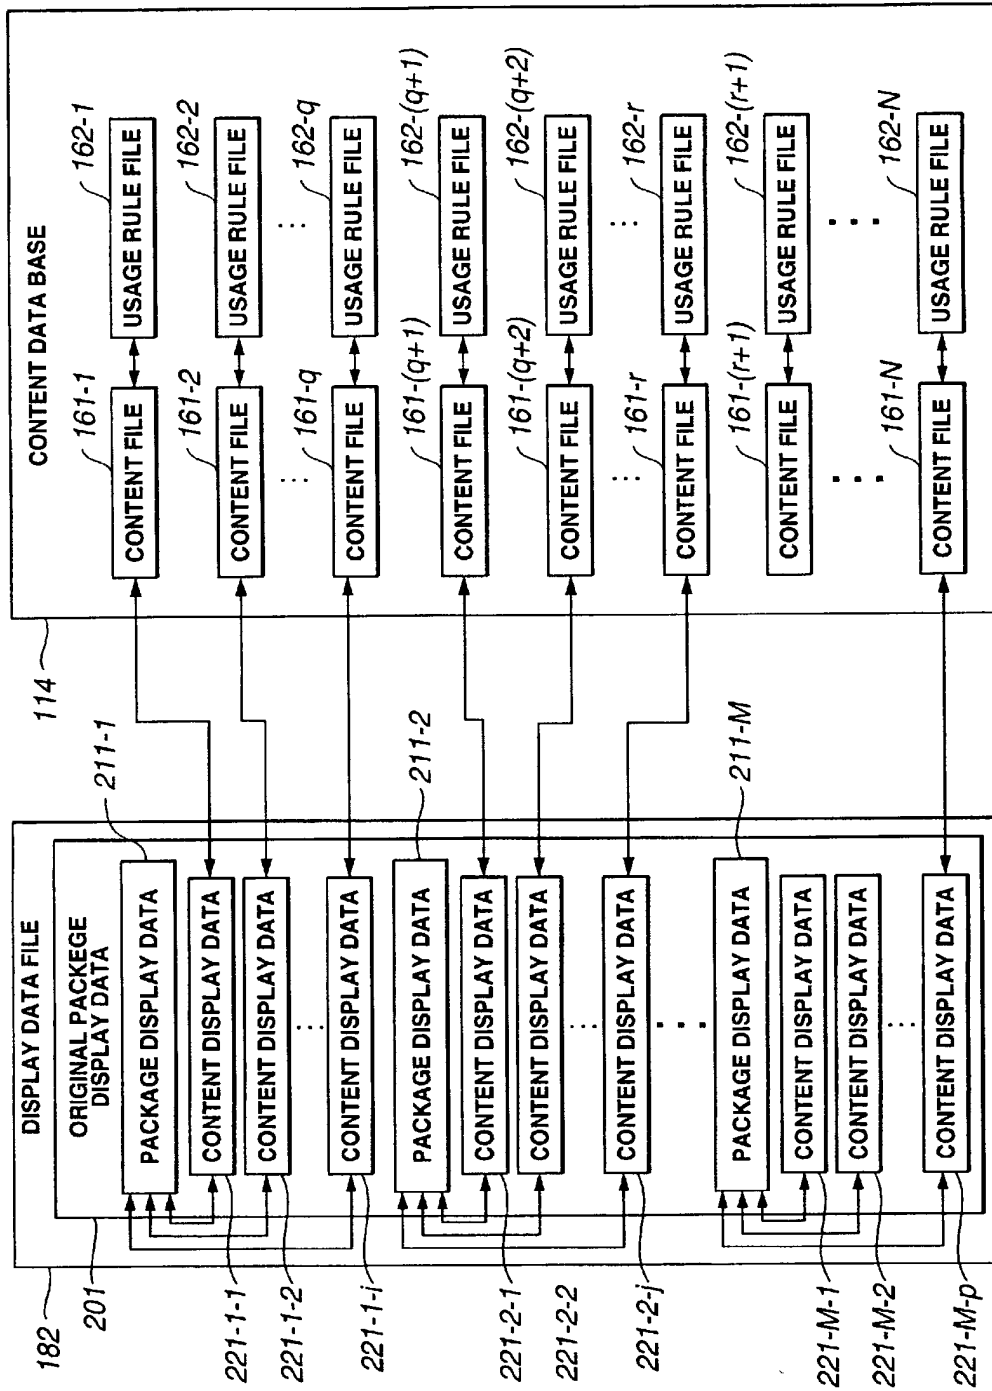 DISPLAY DATA FILE
ORIGINAL PACKEGE
DISPLAY DATA
PACKAGE DISPLAY DATA
CONTENT DISPLAY DATA
CONTENT DISPLAY DATA
CONTENT DISPLAY DATA
PACKAGE DISPLAY DATA
CONTENT DISPLAY DATA
CONTENT DISPLAY DATA
CONTENT DISPLAY DATA
PACKAGE DISPLAY DATA
CONTENT DISPLAY DATA
CONTENT DISPLAY DATA
CONTENT DISPLAY DATA
182
201
221-1-1
221-1-2
221-1-i
221-2-1
221-2-2
221-2-j
221-M-1
221-M-2
221-M-p
211-1
211-2
211-M
114
CONTENT DATA BASE
161-1
CONTENT FILE
162-1
USAGE RULE FILE
161-2
CONTENT FILE
162-2
USAGE RULE FILE
161-q
CONTENT FILE
162-q
USAGE RULE FILE
161-(q+1)
CONTENT FILE
162-(q+1)
USAGE RULE FILE
161-(q+2)
CONTENT FILE
162-(q+2)
USAGE RULE FILE
161-r
CONTENT FILE
162-r
USAGE RULE FILE
161-(r+1)
CONTENT FILE
162-(r+1)
USAGE RULE FILE
161-N
CONTENT FILE
162-N
USAGE RULE FILE